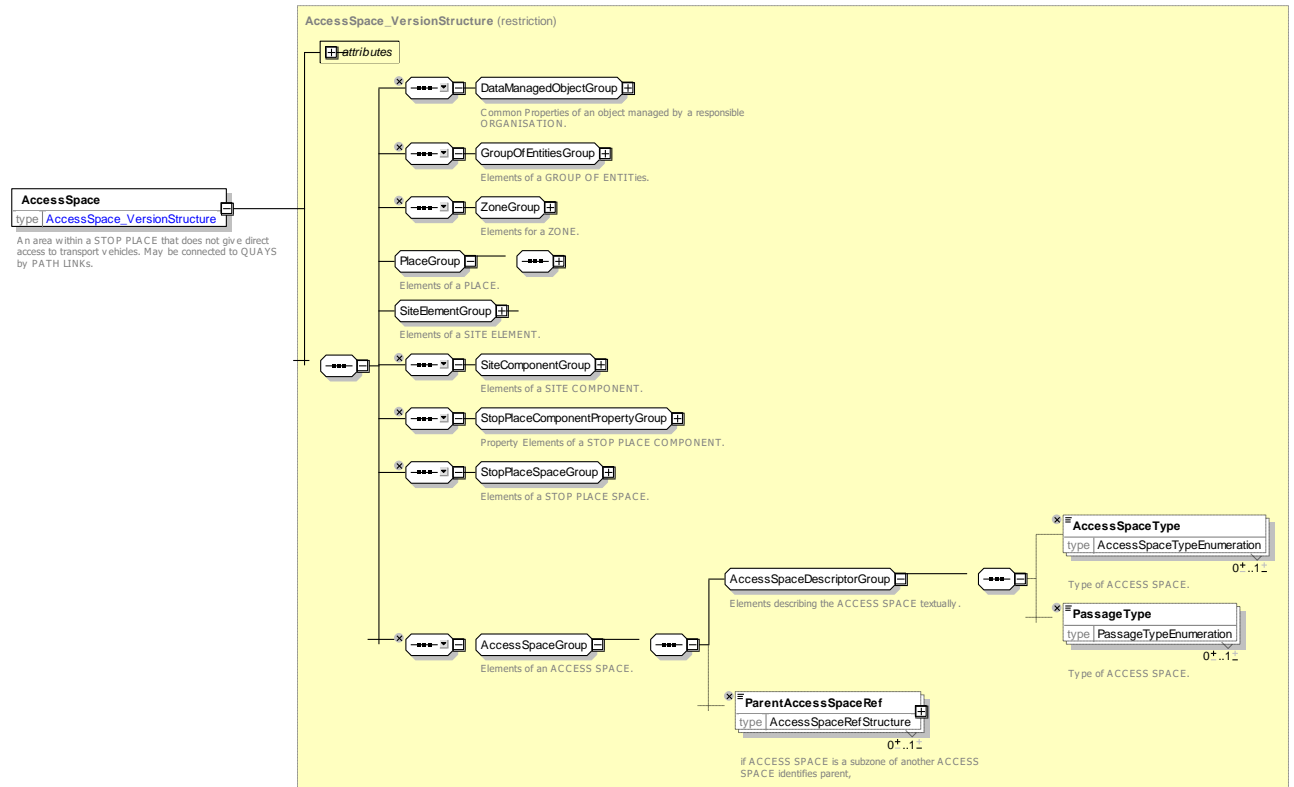 AccessSpace_VersionStructure (restriction)
attributes
DataManagedObjectGroup
Common Properties of an object managed by a responsible
ORGANISATION.
GroupOfEntitiesGroup
Elements of a GROUP OF ENTITies.
AccessSpace
type AccessSpace_VersionStructure
An area within a STOP PLACE that does not give direct
access to transport vehicles. May be connected to QUAYS
by PATH LINKs.
ZoneGroup
Elements for a ZONE.
PlaceGroup
Elements of a PLACE.
SiteElementGroup
Elements of a SITE ELEMENT.
SiteComponentGroup
Elements of a SITE COMPONENT.
StopPlaceComponentPropertyGroup
Property Elements of a STOP PLACE COMPONENT.
StopPlaceSpaceGroup
Elements of a STOP PLACE SPACE.
AccessSpaceType
type AccessSpaceTypeEnumeration
0±..1±
Type of ACCESS SPACE.
AccessSpaceDescriptorGroup
Elements describing the ACCESS SPACE textually.
PassageType
type PassageTypeEnumeration
0±..1±
Type of ACCESS SPACE.
AccessSpaceGroup
Elements of an ACCESS SPACE.
ParentAccessSpaceRef
type AccessSpaceRefStructure
0±..1±
if ACCESS SPACE is a subzone of another ACCESS
SPACE identifies parent,